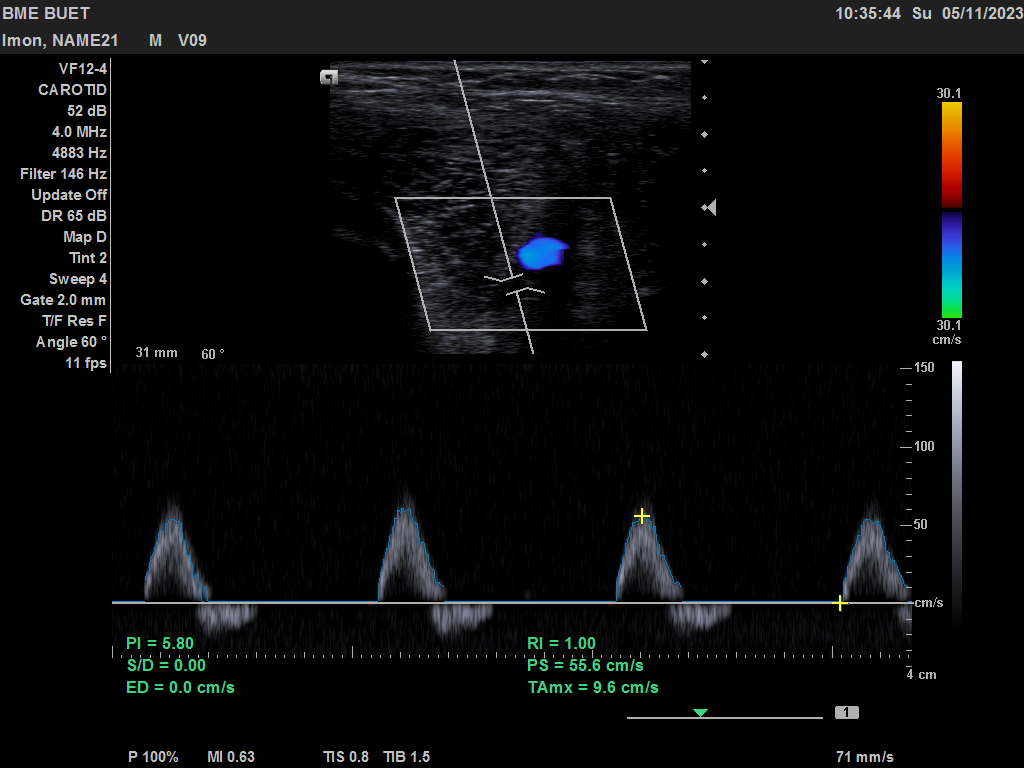 BME BUET 10:35:44 Su 05/11/2023
Imon, NAME21 M V09
VF12-4
CAROTID
52 dB
4.0 MHz
4883 Hz
Filter 146 Hz
Update Off
DR 65 dB
Map D
Tint 2
Sweep 4
Gate 2.0 mm
T/F Res F
Angle 60 °
11 fps
31 mm 60 °
30.1
30.1
cm/s
150
100
50
cm/s
4 cm
PI = 5.80
S/D = 0.00
ED = 0.0 cm/s
RI = 1.00
PS = 55.6 cm/s
TAmx = 9.6 cm/s
1
P 100% MI 0.63 TIS 0.8 TIB 1.5 71 mm/s